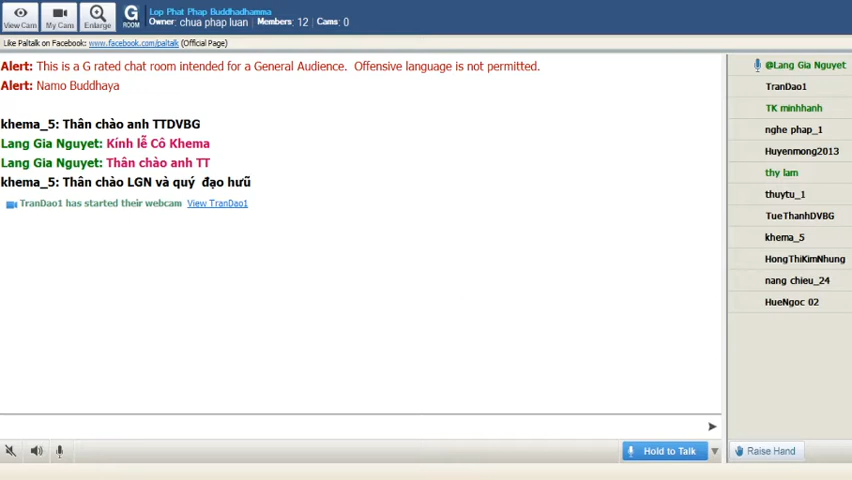 View Cam
My Cam
Enlarge
G
ROOM
Lop Phat Phap Buddhadhamma
Owner: chua phap luan Members: 12 Cams: 0
Like Paltalk on Facebook: www.facebook.com/paltalk (Official Page)
Alert: This is a G rated chat room intended for a General Audience. Offensive language is not permitted.
Alert: Namo Buddhaya
khema_5: Thân chào anh TTDVBG
Lang Gia Nguyet: Kính lễ Cô Khema
Lang Gia Nguyet: Thân chào anh TT
khema_5: Thân chào LGN và quý đạo hưũ
TranDao1 has started their webcam View TranDao1
@Lang Gia Nguyet
TranDao1
TK minhhanh
nghe phap_1
Huyenmong2013
thy lam
thuytu_1
TueThanhDVBG
khema_5
HongThiKimNhung
nang chieu_24
HueNgoc 02
Hold to Talk
Raise Hand